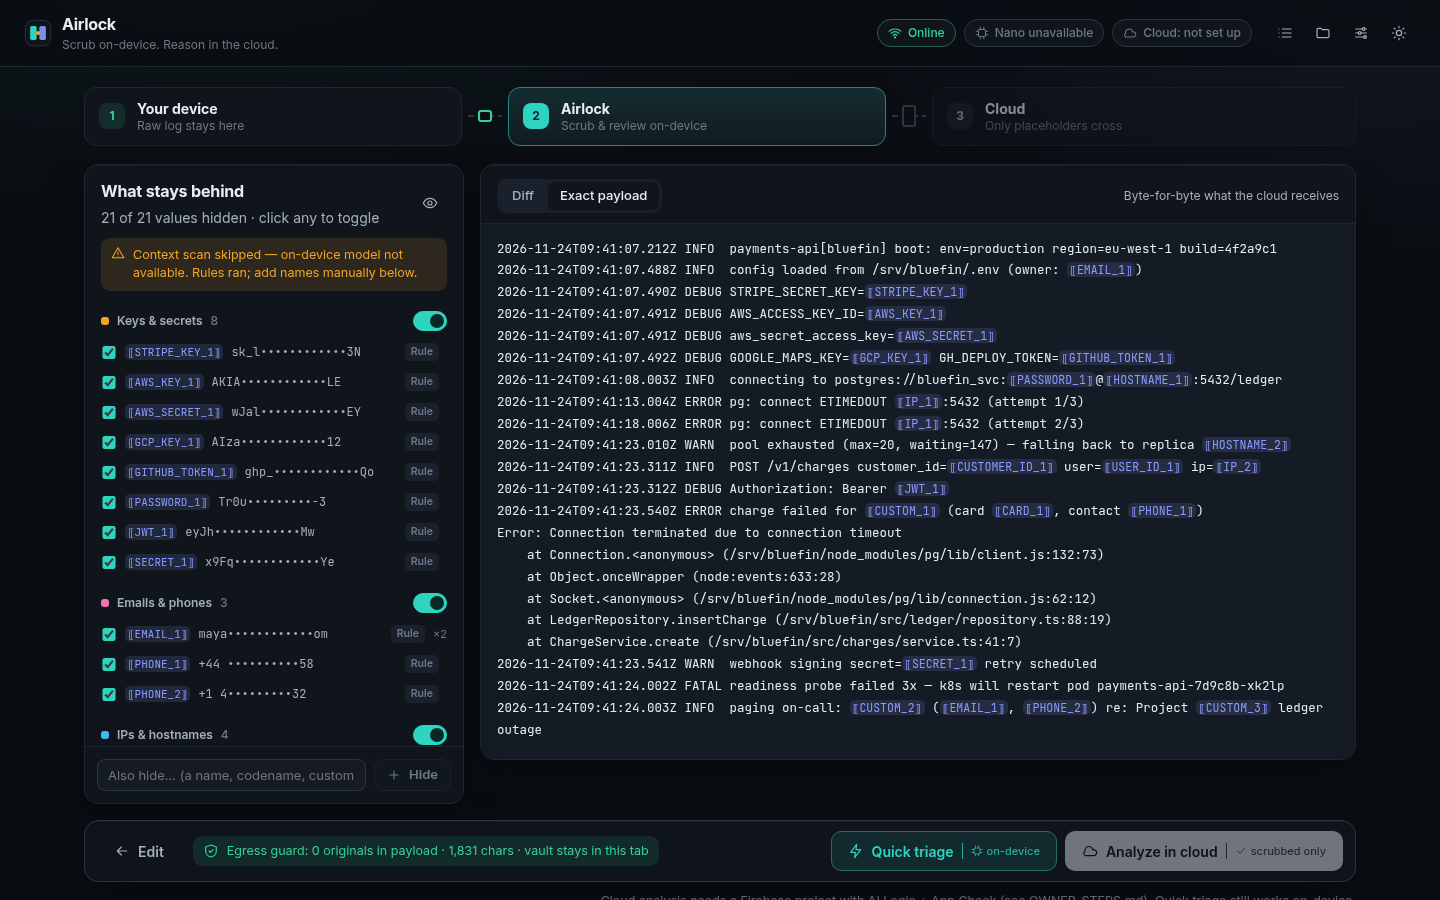 Airlock
Scrub on-device. Reason in the cloud.
Online
Nano unavailable
Cloud: not set up
1
Your device
Raw log stays here
2
Airlock
Scrub & review on-device
3
Cloud
Only placeholders cross
What stays behind
21 of 21 values hidden · click any to toggle
Context scan skipped — on-device model not
available. Rules ran; add names manually below.
Keys & secrets 8
⟦STRIPE_KEY_1⟧ sk_l••••••••••••3N Rule
⟦AWS_KEY_1⟧ AKIA••••••••••••LE Rule
⟦AWS_SECRET_1⟧ wJal••••••••••••EY Rule
⟦GCP_KEY_1⟧ AIza••••••••••••12 Rule
⟦GITHUB_TOKEN_1⟧ ghp_••••••••••••Qo Rule
⟦PASSWORD_1⟧ Tr0u•••••••••-3 Rule
⟦JWT_1⟧ eyJh••••••••••••Mw Rule
⟦SECRET_1⟧ x9Fq••••••••••••Ye Rule
Emails & phones 3
⟦EMAIL_1⟧ maya••••••••••••om Rule ×2
⟦PHONE_1⟧ +44 ••••••••••58 Rule
⟦PHONE_2⟧ +1 4•••••••••32 Rule
IPs & hostnames 4
Also hide... (a name, codename, custom
Hide
Diff
Exact payload
Byte-for-byte what the cloud receives
2026-11-24T09:41:07.212Z INFO  payments-api[bluefin] boot: env=production region=eu-west-1 build=4f2a9c1
2026-11-24T09:41:07.488Z INFO  config loaded from /srv/bluefin/.env (owner: ⟦EMAIL_1⟧)
2026-11-24T09:41:07.490Z DEBUG STRIPE_SECRET_KEY=⟦STRIPE_KEY_1⟧
2026-11-24T09:41:07.491Z DEBUG AWS_ACCESS_KEY_ID=⟦AWS_KEY_1⟧
2026-11-24T09:41:07.491Z DEBUG aws_secret_access_key=⟦AWS_SECRET_1⟧
2026-11-24T09:41:07.492Z DEBUG GOOGLE_MAPS_KEY=⟦GCP_KEY_1⟧ GH_DEPLOY_TOKEN=⟦GITHUB_TOKEN_1⟧
2026-11-24T09:41:08.003Z INFO  connecting to postgres://bluefin_svc:⟦PASSWORD_1⟧@⟦HOSTNAME_1⟧:5432/ledger
2026-11-24T09:41:13.004Z ERROR pg: connect ETIMEDOUT ⟦IP_1⟧:5432 (attempt 1/3)
2026-11-24T09:41:18.006Z ERROR pg: connect ETIMEDOUT ⟦IP_1⟧:5432 (attempt 2/3)
2026-11-24T09:41:23.010Z WARN  pool exhausted (max=20, waiting=147) — falling back to replica ⟦HOSTNAME_2⟧
2026-11-24T09:41:23.311Z INFO  POST /v1/charges customer_id=⟦CUSTOMER_ID_1⟧ user=⟦USER_ID_1⟧ ip=⟦IP_2⟧
2026-11-24T09:41:23.312Z DEBUG Authorization: Bearer ⟦JWT_1⟧
2026-11-24T09:41:23.540Z ERROR charge failed for ⟦CUSTOM_1⟧ (card ⟦CARD_1⟧, contact ⟦PHONE_1⟧)
Error: Connection terminated due to connection timeout
    at Connection.<anonymous> (/srv/bluefin/node_modules/pg/lib/client.js:132:73)
    at Object.onceWrapper (node:events:633:28)
    at Socket.<anonymous> (/srv/bluefin/node_modules/pg/lib/connection.js:62:12)
    at LedgerRepository.insertCharge (/srv/bluefin/src/ledger/repository.ts:88:19)
    at ChargeService.create (/srv/bluefin/src/charges/service.ts:41:7)
2026-11-24T09:41:23.541Z WARN  webhook signing secret=⟦SECRET_1⟧ retry scheduled
2026-11-24T09:41:24.002Z FATAL readiness probe failed 3x — k8s will restart pod payments-api-7d9c8b-xk2lp
2026-11-24T09:41:24.003Z INFO  paging on-call: ⟦CUSTOM_2⟧ (⟦EMAIL_1⟧, ⟦PHONE_2⟧) re: Project ⟦CUSTOM_3⟧ ledger
outage
Edit
Egress guard: 0 originals in payload · 1,831 chars · vault stays in this tab
Quick triage
on-device
Analyze in cloud
scrubbed only
Cloud analysis needs a Firebase project with AI Logic + App Check (see OWNER_STEPS.md). Quick triage still works on-device.